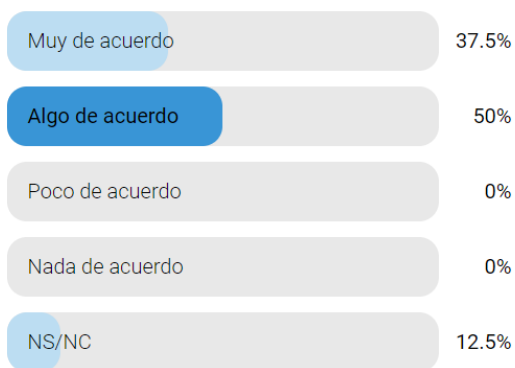 Muy de acuerdo 37.5%
Algo de acuerdo 50%
Poco de acuerdo 0%
Nada de acuerdo 0%
NS/NC 12.5%